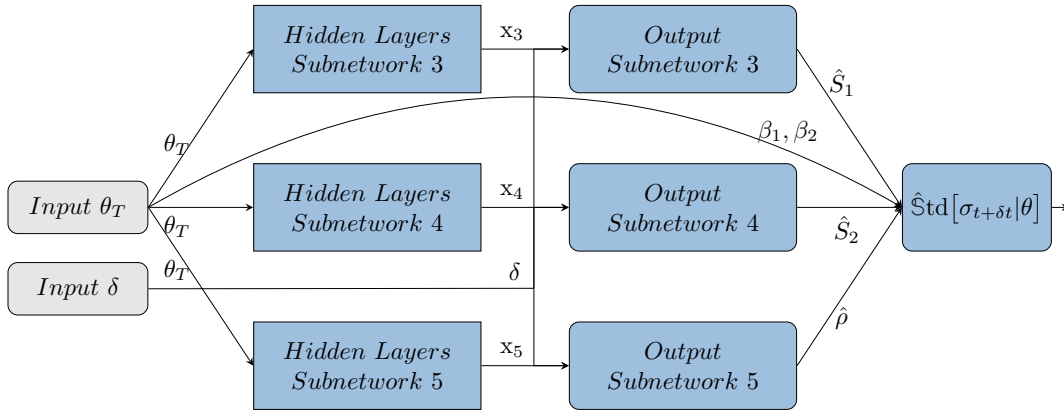 Hidden Layers
Subnetwork 3
x₃
Output
Subnetwork 3
Ŝ₁
θ_T
β₁, β₂
Input θ_T
Hidden Layers
Subnetwork 4
x₄
Output
Subnetwork 4
Ŝ₂
𝕊̂td[σ_{t+δt}|θ]
θ_T
Input δ
θ_T
δ
Hidden Layers
Subnetwork 5
x₅
Output
Subnetwork 5
ρ̂